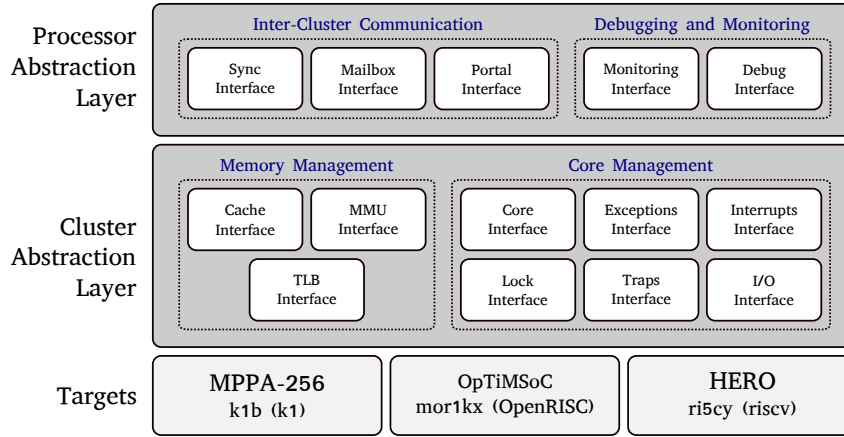 Processor
Abstraction
Layer
Inter-Cluster Communication
Sync
Interface
Mailbox
Interface
Portal
Interface
Debugging and Monitoring
Monitoring
Interface
Debug
Interface
Cluster
Abstraction
Layer
Memory Management
Cache
Interface
MMU
Interface
TLB
Interface
Core Management
Core
Interface
Exceptions
Interface
Interrupts
Interface
Lock
Interface
Traps
Interface
I/O
Interface
Targets
MPPA-256
k1b (k1)
OpTiMSoC
mor1kx (OpenRISC)
HERO
ri5cy (riscv)